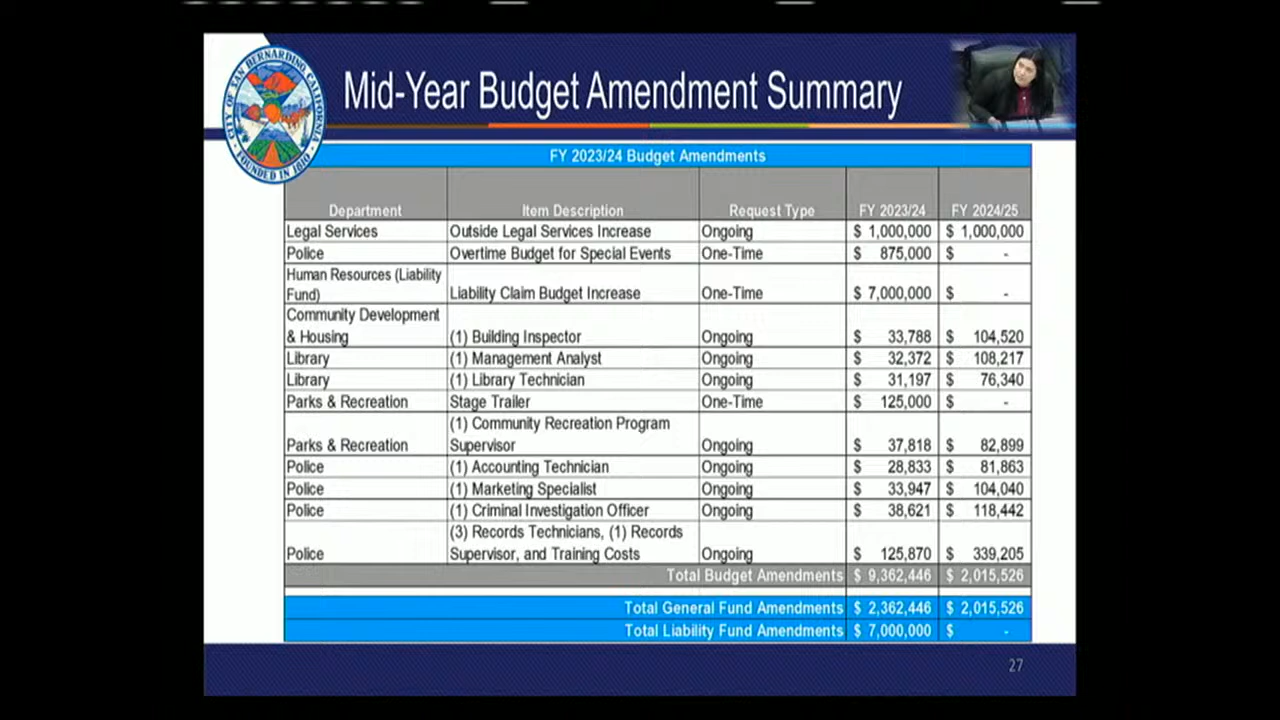 CITY OF SAN BERNARDINO, CALIFORNIA
FOUNDED IN 1810
Mid-Year Budget Amendment Summary
FY 2023/24 Budget Amendments
Department Item Description Request Type FY 2023/24 FY 2024/25
Legal Services Outside Legal Services Increase Ongoing $ 1,000,000 $ 1,000,000
Police Overtime Budget for Special Events One-Time $ 875,000 $ -
Human Resources (Liability
Fund) Liability Claim Budget Increase One-Time $ 7,000,000 $ -
Community Development
& Housing (1) Building Inspector Ongoing $ 33,788 $ 104,520
Library (1) Management Analyst Ongoing $ 32,372 $ 108,217
Library (1) Library Technician Ongoing $ 31,197 $ 76,340
Parks & Recreation Stage Trailer One-Time $ 125,000 $ -
(1) Community Recreation Program
Parks & Recreation Supervisor Ongoing $ 37,818 $ 82,899
Police (1) Accounting Technician Ongoing $ 28,833 $ 81,863
Police (1) Marketing Specialist Ongoing $ 33,947 $ 104,040
Police (1) Criminal Investigation Officer Ongoing $ 38,621 $ 118,442
(3) Records Technicians, (1) Records
Police Supervisor, and Training Costs Ongoing $ 125,870 $ 339,205
Total Budget Amendments $ 9,362,446 $ 2,015,526
Total General Fund Amendments $ 2,362,446 $ 2,015,526
Total Liability Fund Amendments $ 7,000,000 $ -
27